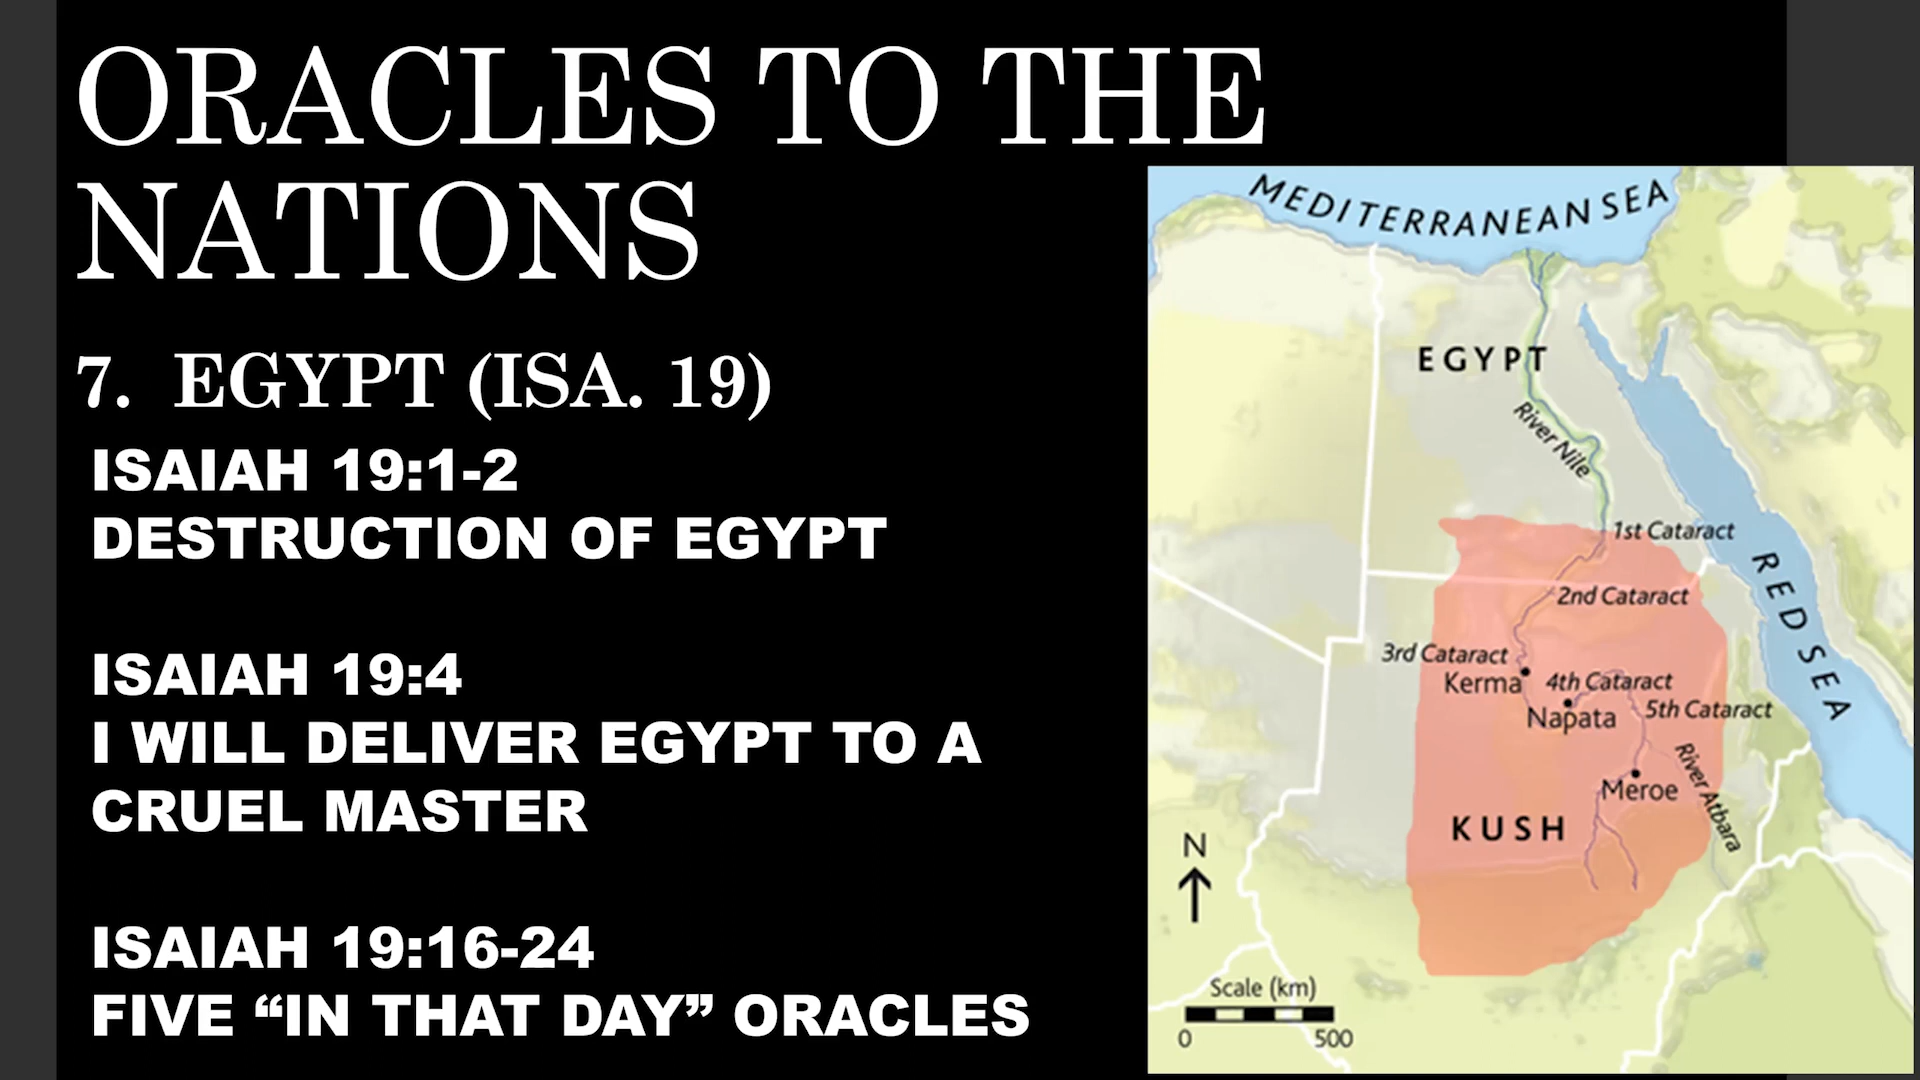 ORACLES TO THE
NATIONS
7. EGYPT (ISA. 19)
ISAIAH 19:1-2
DESTRUCTION OF EGYPT
ISAIAH 19:4
I WILL DELIVER EGYPT TO A
CRUEL MASTER
ISAIAH 19:16-24
FIVE “IN THAT DAY” ORACLES
MEDITERRANEAN SEA
EGYPT
River Nile
1st Cataract
RED SEA
2nd Cataract
3rd Cataract
Kerma
4th Cataract
Napata
5th Cataract
River Atbara
Meroe
KUSH
N
Scale (km)
0 500